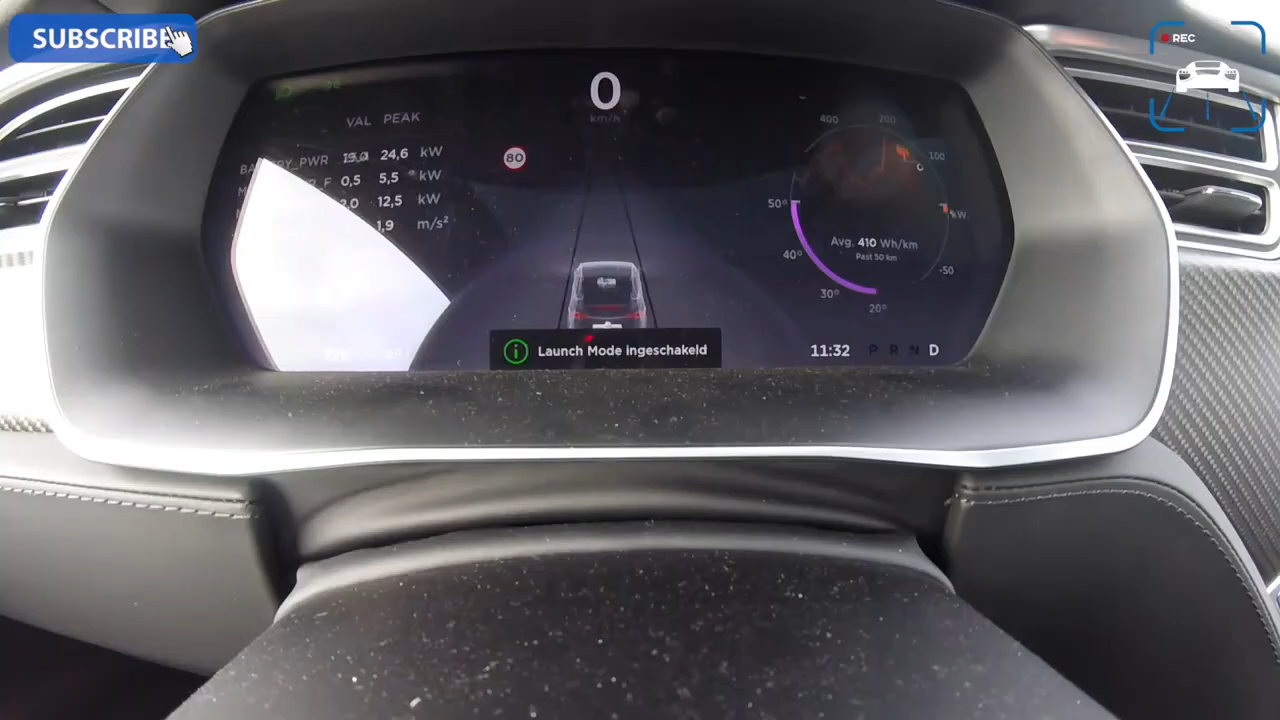 SUBSCRIBE
REC
0
km/h
VAL PEAK
PWR 24,6 kW
F 0,5 5,5 kW
12,5 kW
1,9 m/s²
80
400 200
100
50°
kW
Avg. 410 Wh/km
Past 50 km
40°
-50
30°
20°
Launch Mode ingeschakeld
11:32 P R N D